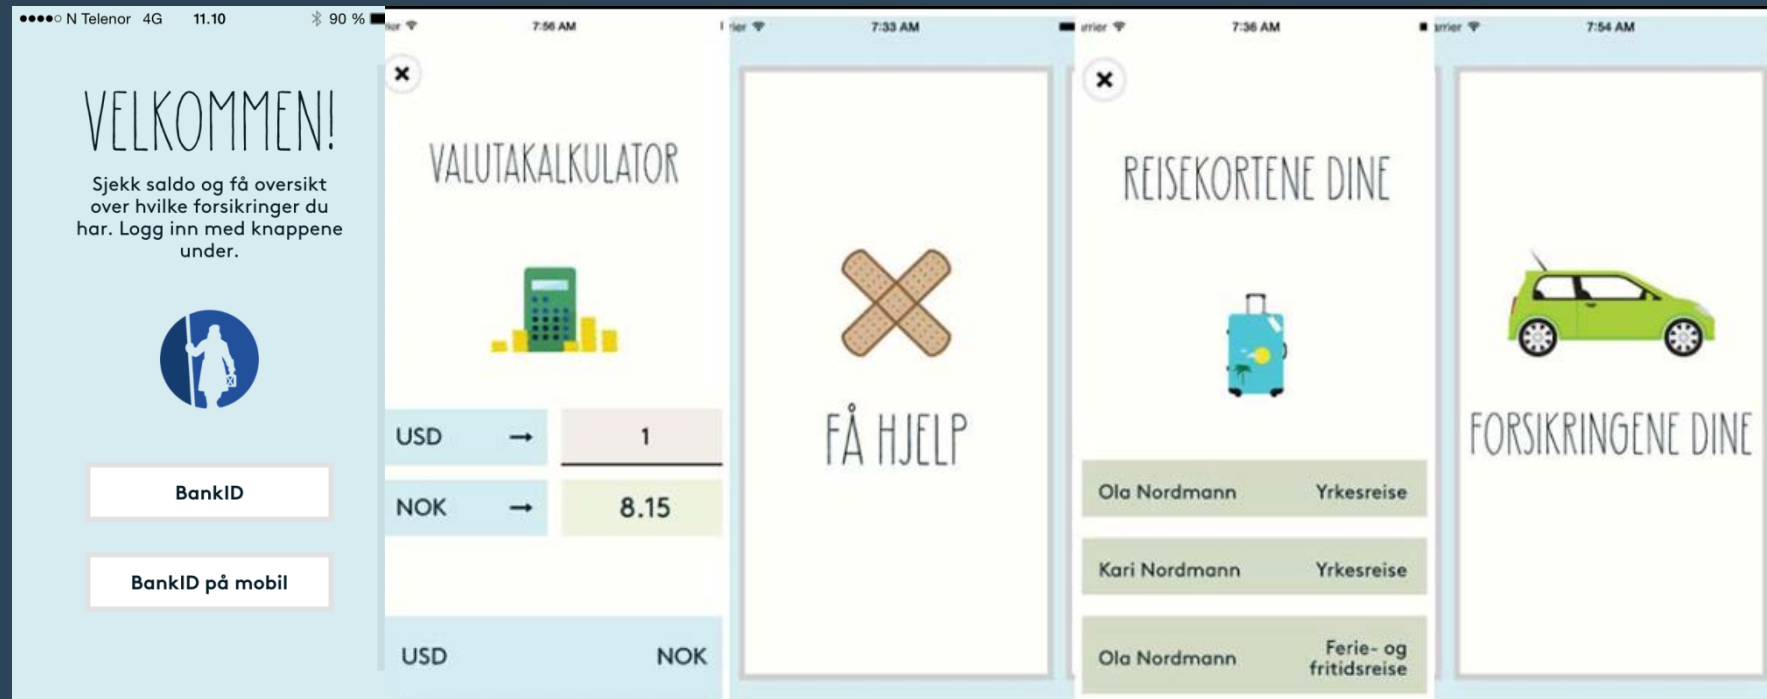 N Telenor 4G 11.10 90 %
VELKOMMEN!
Sjekk saldo og få oversikt
over hvilke forsikringer du
har. Logg inn med knappene
under.
BankID
BankID på mobil
7:56 AM
VALUTAKALKULATOR
USD → 1
NOK → 8.15
USD NOK
7:33 AM
FÅ HJELP
7:36 AM
REISEKORTENE DINE
Ola Nordmann Yrkesreise
Kari Nordmann Yrkesreise
Ola Nordmann Ferie- og
fritidsreise
7:54 AM
FORSIKRINGENE DINE